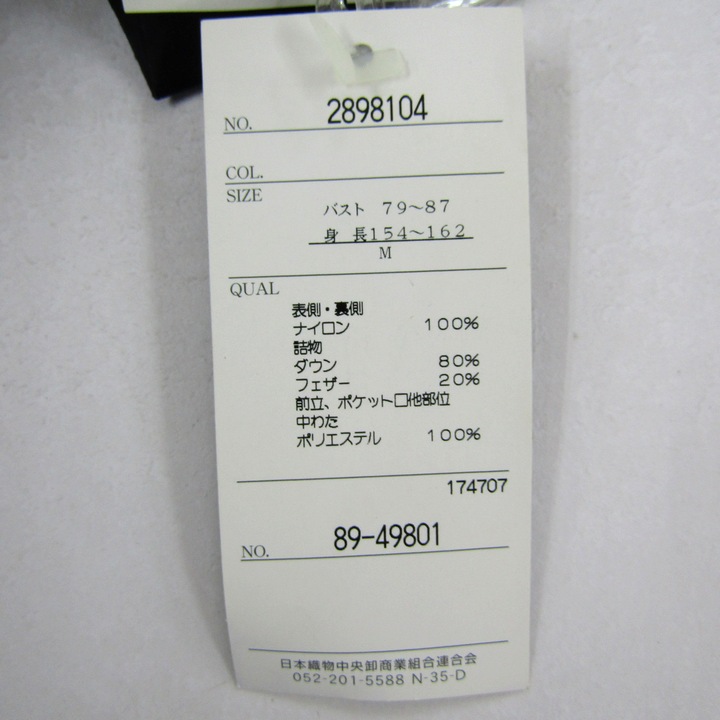 NO. 2898104
COL.
SIZE
バスト 79～87
身 長154～162
M
QUAL
表側・裏側
ナイロン 100%
詰物
ダウン 80%
フェザー 20%
前立、ポケット口他部位
中わた
ポリエステル 100%
174707
NO. 89-49801
日本織物中央卸商業組合連合会
052-201-5588 N-35-D